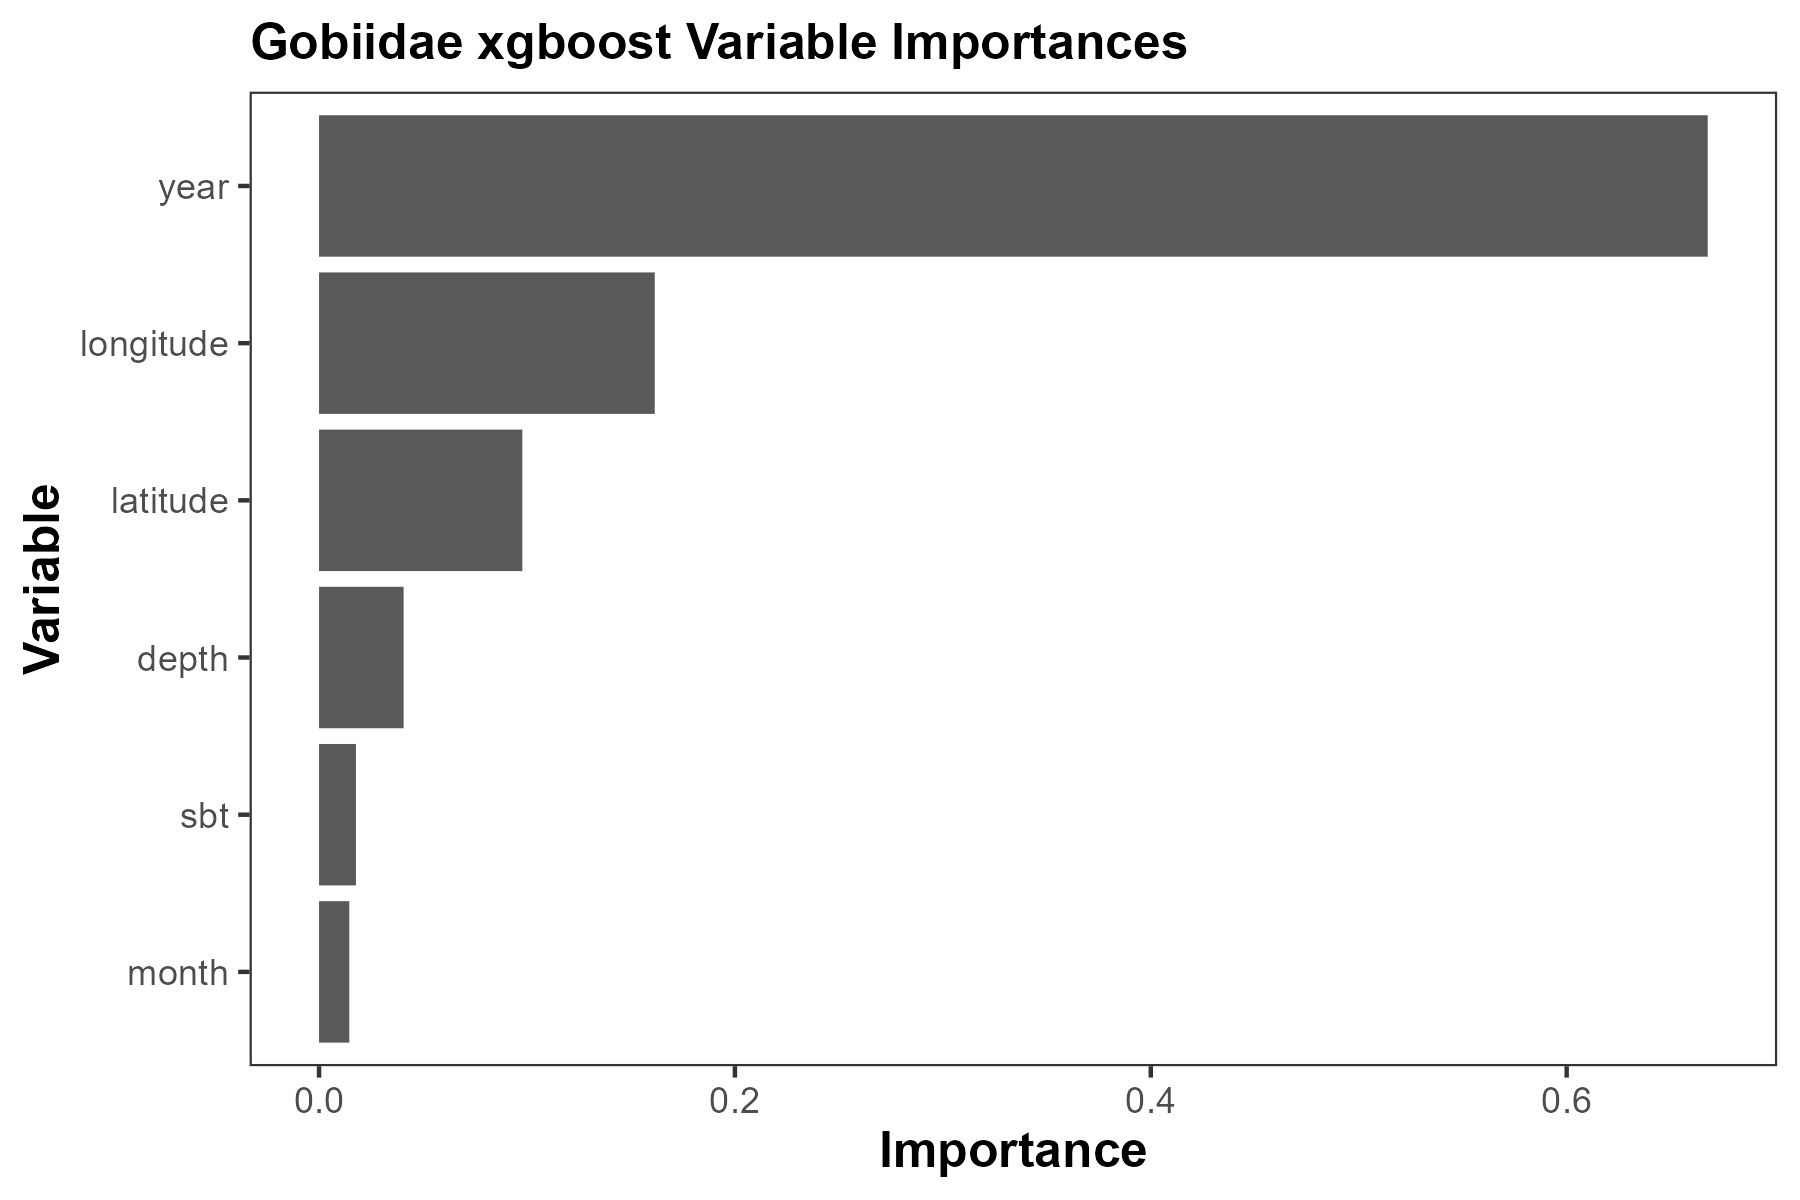 Gobiidae xgboost Variable Importances
year
longitude
latitude
depth
sbt
month
Variable
0.0 0.2 0.4 0.6
Importance